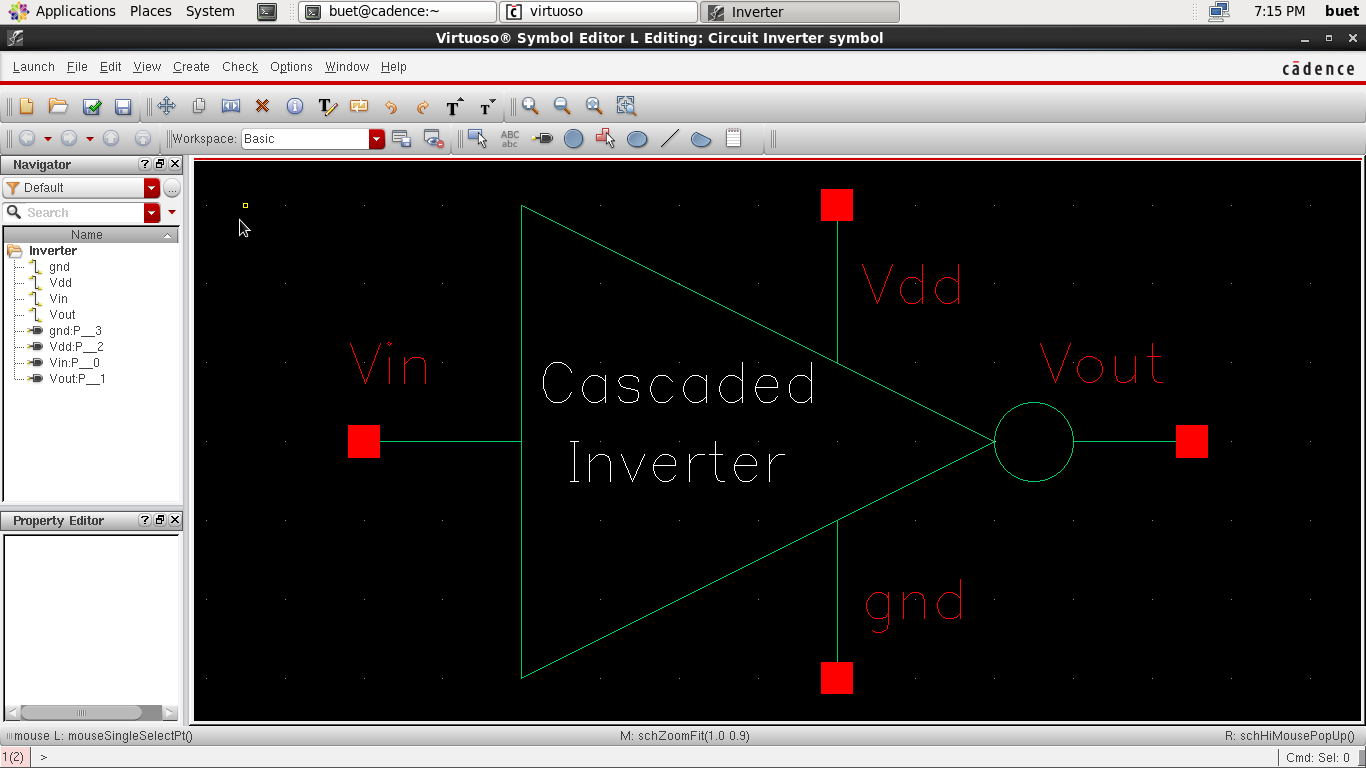 Applications Places System buet@cadence:~ virtuoso Inverter 7:15 PM buet
Virtuoso® Symbol Editor L Editing: Circuit Inverter symbol
Launch File Edit View Create Check Options Window Help cādence
Workspace: Basic ABC abc
Navigator
Default
Search
Name
Inverter
gnd
Vdd
Vin
Vout
gnd:P__3
Vdd:P__2
Vin:P__0
Vout:P__1
Property Editor
Vdd
Vin
Vout
Cascaded
Inverter
gnd
mouse L: mouseSingleSelectPt() M: schZoomFit(1.0 0.9) R: schHiMousePopUp()
1(2) > Cmd: Sel: 0